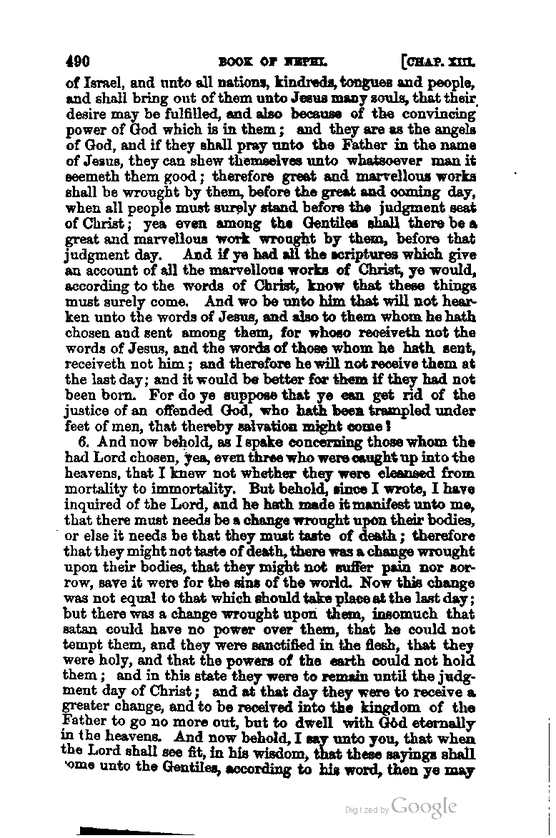 490 BOOK OF NEPHI. [CHAP. XIII.
of Israel, and unto all nations, kindreds, tongues and people,
and shall bring out of them unto Jesus many souls, that their
desire may be fulfilled, and also because of the convincing
power of God which is in them; and they are as the angels
of God, and if they shall pray unto the Father in the name
of Jesus, they can shew themselves unto whatsoever man it
seemeth them good; therefore great and marvellous works
shall be wrought by them, before the great and coming day,
when all people must surely stand before the judgment seat
of Christ; yea even among the Gentiles shall there be a
great and marvellous work wrought by them, before that
judgment day. And if ye had all the scriptures which give
an account of all the marvellous works of Christ, ye would,
according to the words of Christ, know that these things
must surely come. And wo be unto him that will not hear-
ken unto the words of Jesus, and also to them whom he hath
chosen and sent among them, for whoso receiveth not the
words of Jesus, and the words of those whom he hath sent,
receiveth not him; and therefore he will not receive them at
the last day; and it would be better for them if they had not
been born. For do ye suppose that ye can get rid of the
justice of an offended God, who hath been trampled under
feet of men, that thereby salvation might come!
6. And now behold, as I spake concerning those whom the
had Lord chosen, yea, even three who were caught up into the
heavens, that I knew not whether they were cleansed from
mortality to immortality. But behold, since I wrote, I have
inquired of the Lord, and he hath made it manifest unto me,
that there must needs be a change wrought upon their bodies,
or else it needs be that they must taste of death; therefore
that they might not taste of death, there was a change wrought
upon their bodies, that they might not suffer pain nor sor-
row, save it were for the sins of the world. Now this change
was not equal to that which should take place at the last day;
but there was a change wrought upon them, insomuch that
satan could have no power over them, that he could not
tempt them, and they were sanctified in the flesh, that they
were holy, and that the powers of the earth could not hold
them; and in this state they were to remain until the judg-
ment day of Christ; and at that day they were to receive a
greater change, and to be received into the kingdom of the
Father to go no more out, but to dwell with God eternally
in the heavens. And now behold, I say unto you, that when
the Lord shall see fit, in his wisdom, that these sayings shall
ome unto the Gentiles, according to his word, then ye may
Digitized by Google